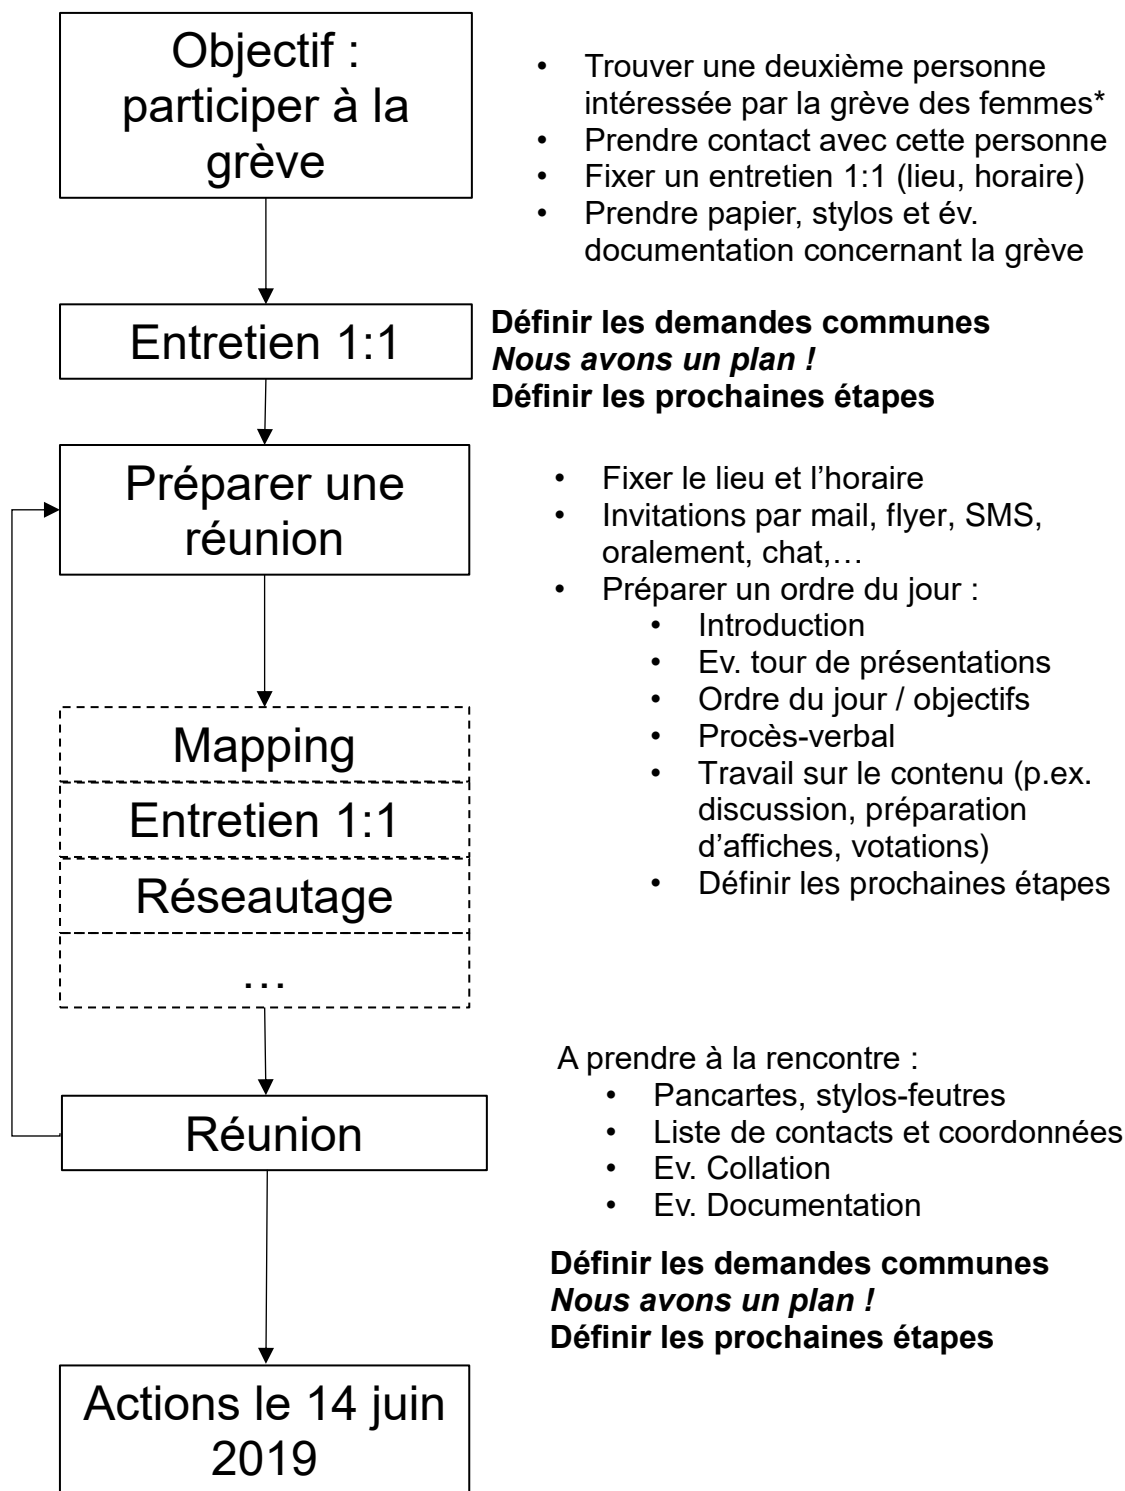 Objectif :
participer à la
grève
• Trouver une deuxième personne
intéressée par la grève des femmes*
• Prendre contact avec cette personne
• Fixer un entretien 1:1 (lieu, horaire)
• Prendre papier, stylos et év.
documentation concernant la grève
Entretien 1:1
Définir les demandes communes
Nous avons un plan !
Définir les prochaines étapes
Préparer une
réunion
• Fixer le lieu et l’horaire
• Invitations par mail, flyer, SMS,
oralement, chat,…
• Préparer un ordre du jour :
• Introduction
• Ev. tour de présentations
• Ordre du jour / objectifs
• Procès-verbal
• Travail sur le contenu (p.ex.
discussion, préparation
d’affiches, votations)
• Définir les prochaines étapes
Mapping
Entretien 1:1
Réseautage
…
Réunion
A prendre à la rencontre :
• Pancartes, stylos-feutres
• Liste de contacts et coordonnées
• Ev. Collation
• Ev. Documentation
Définir les demandes communes
Nous avons un plan !
Définir les prochaines étapes
Actions le 14 juin
2019